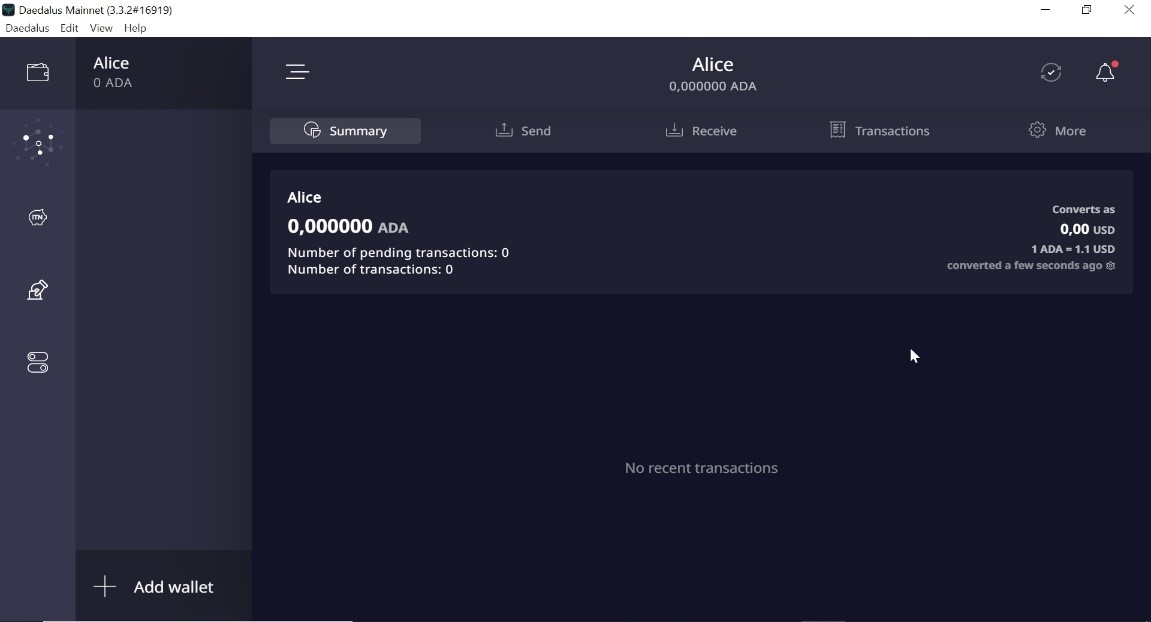 Daedalus Mainnet (3.3.2#16919)
Daedalus Edit View Help
Alice
0 ADA
Alice
0,000000 ADA
Summary
Send
Receive
Transactions
More
ITN
Alice
0,000000 ADA
Number of pending transactions: 0
Number of transactions: 0
Converts as
0,00 USD
1 ADA = 1.1 USD
converted a few seconds ago
No recent transactions
Add wallet